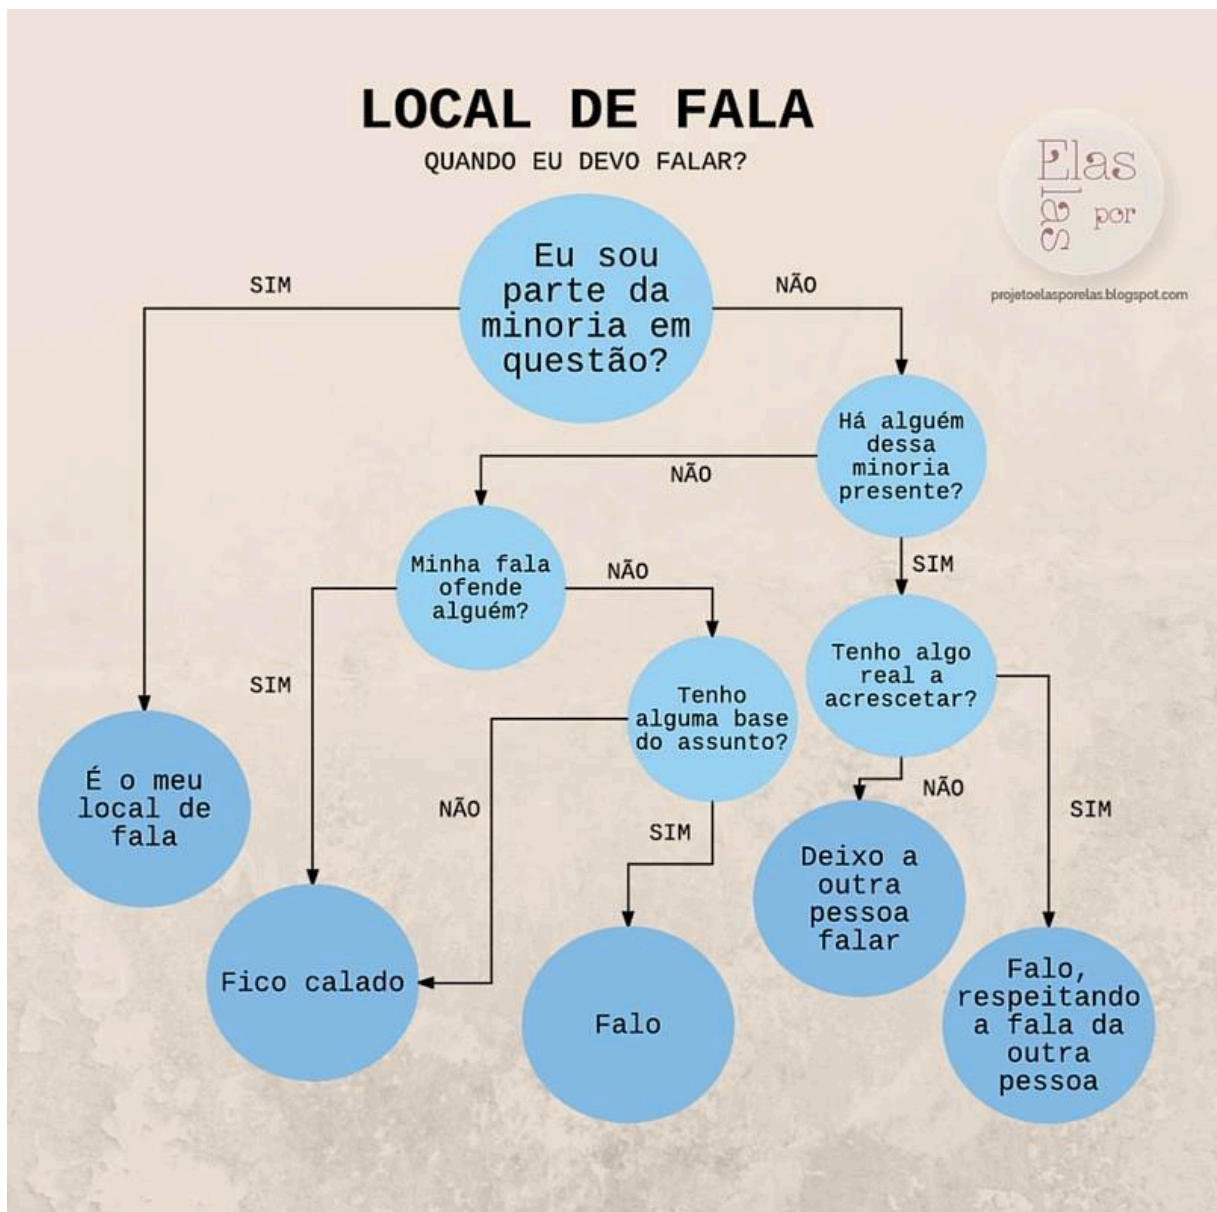 LOCAL DE FALA
QUANDO EU DEVO FALAR?
Elas
por
las
projetoelasporelas.blogspot.com
Eu sou
parte da
minoria em
questão?
SIM
NÃO
Há alguém
dessa
minoria
presente?
NÃO
SIM
Minha fala
ofende
alguém?
NÃO
SIM
Tenho algo
real a
acrescetar?
Tenho
alguma base
do assunto?
NÃO
SIM
NÃO
SIM
É o meu
local de
fala
Fico calado
Falo
Deixo a
outra
pessoa
falar
Falo,
respeitando
a fala da
outra
pessoa